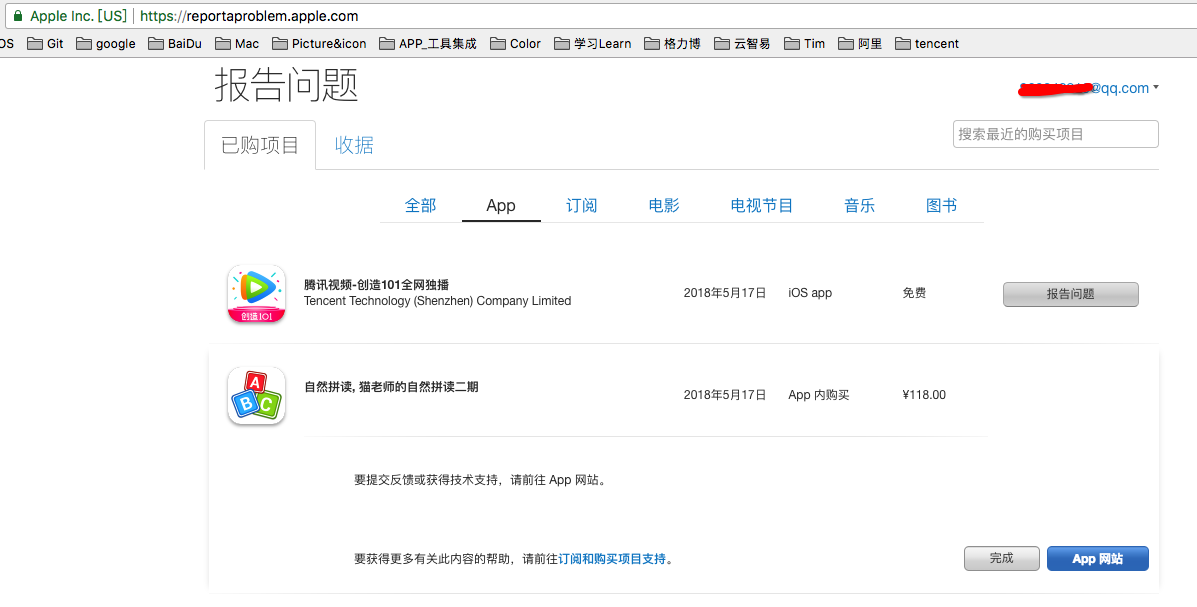 Apple Inc. [US] https://reportaproblem.apple.com
OS Git google BaiDu Mac Picture&icon APP_工具集成 Color 学习Learn 格力博 云智易 Tim 阿里 tencent
报告问题
@qq.com
已购项目 收据 搜索最近的购买项目
全部 App 订阅 电影 电视节目 音乐 图书
腾讯视频-创造101全网独播
Tencent Technology (Shenzhen) Company Limited
2018年5月17日 iOS app 免费 报告问题
创造101
自然拼读, 猫老师的自然拼读二期
2018年5月17日 App 内购买 ¥118.00
A
B C
要提交反馈或获得技术支持，请前往 App 网站。
要获得更多有关此内容的帮助，请前往订阅和购买项目支持。
完成 App 网站